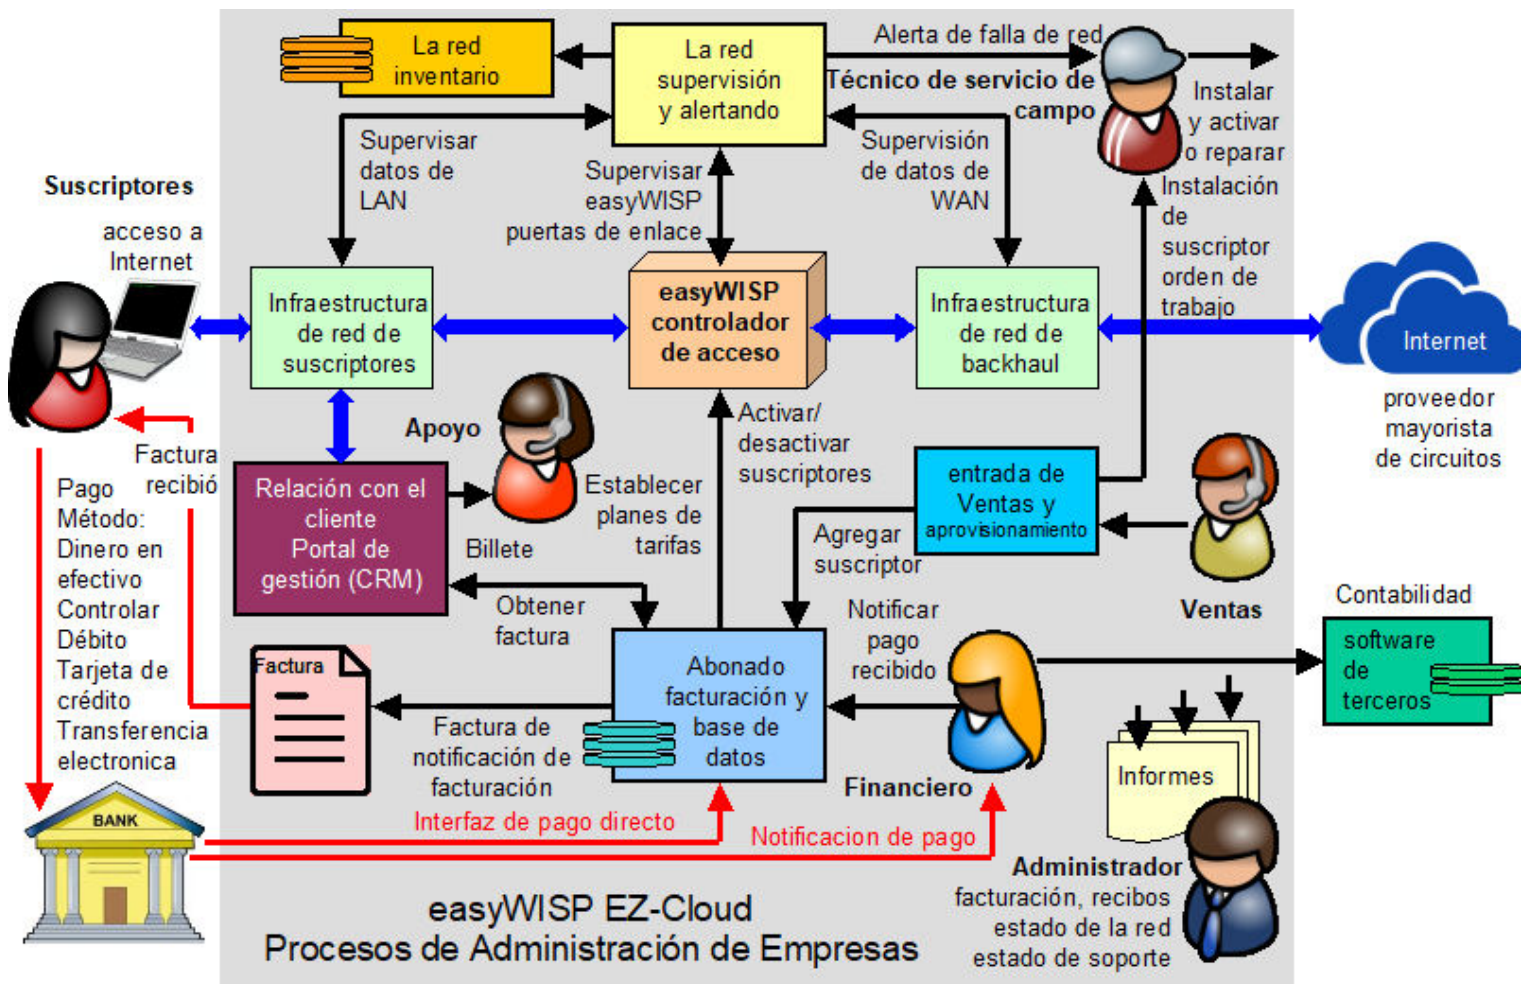 La red
inventario
La red
supervisión
y alertando
Alerta de falla de red
Técnico de servicio de
campo
Instalar
y activar
o reparar
Supervisar
datos de
LAN
Supervisar
easyWISP
puertas de enlace
Supervisión
de datos de
WAN
Instalación
de
suscriptor
orden de
trabajo
Suscriptores
acceso a
Internet
Infraestructura
de red de
suscriptores
easyWISP
controlador
de acceso
Infraestructura
de red de
backhaul
Internet
proveedor
mayorista
de circuitos
Factura
recibió
Apoyo
Activar/
desactivar
suscriptores
Pago
Método:
Dinero en
efectivo
Controlar
Débito
Tarjeta de
crédito
Transferencia
electronica
Relación con el
cliente
Portal de
gestión (CRM)
Billete
Establecer
planes de
tarifas
entrada de
Ventas y
aprovisionamiento
Agregar
suscriptor
Ventas
Obtener
factura
Notificar
pago
recibido
Contabilidad
software
de
terceros
Factura
Abonado
facturación y
base de
datos
Factura de
notificación de
facturación
Financiero
Informes
BANK
Interfaz de pago directo
Notificacion de pago
Administrador
facturación, recibos
estado de la red
estado de soporte
easyWISP EZ-Cloud
Procesos de Administración de Empresas